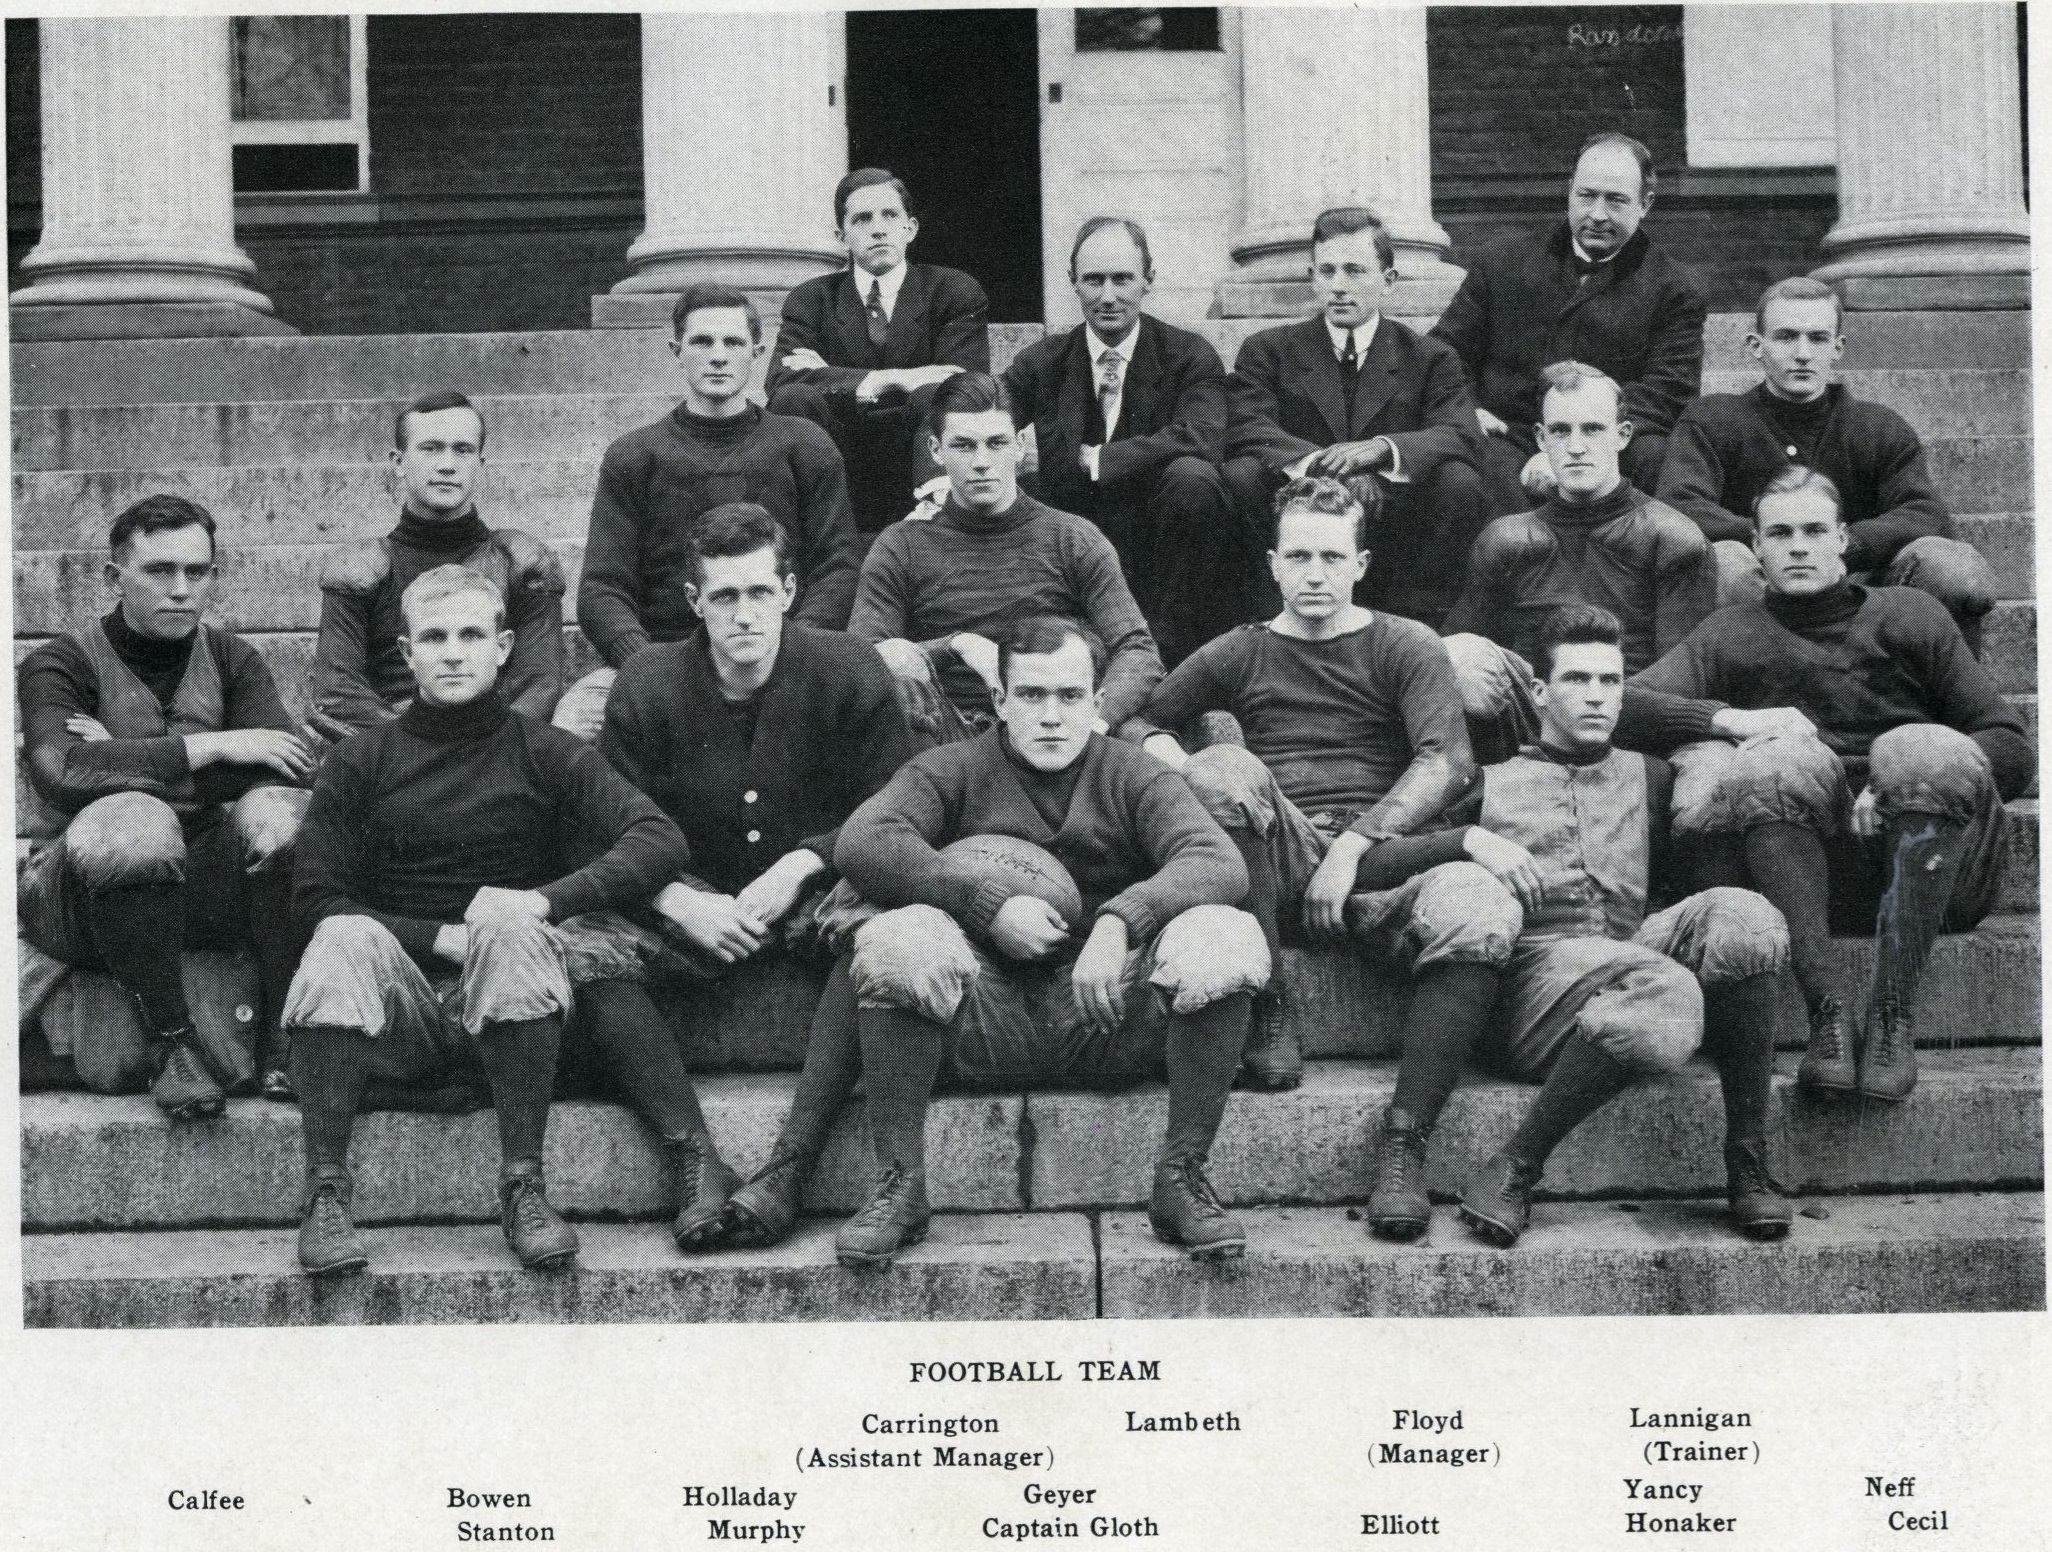 FOOTBALL TEAM
Carrington Lambeth Floyd Lannigan
(Assistant Manager) (Manager) (Trainer)
Calfee Bowen Holladay Geyer Yancy Neff
Stanton Murphy Captain Gloth Elliott Honaker Cecil